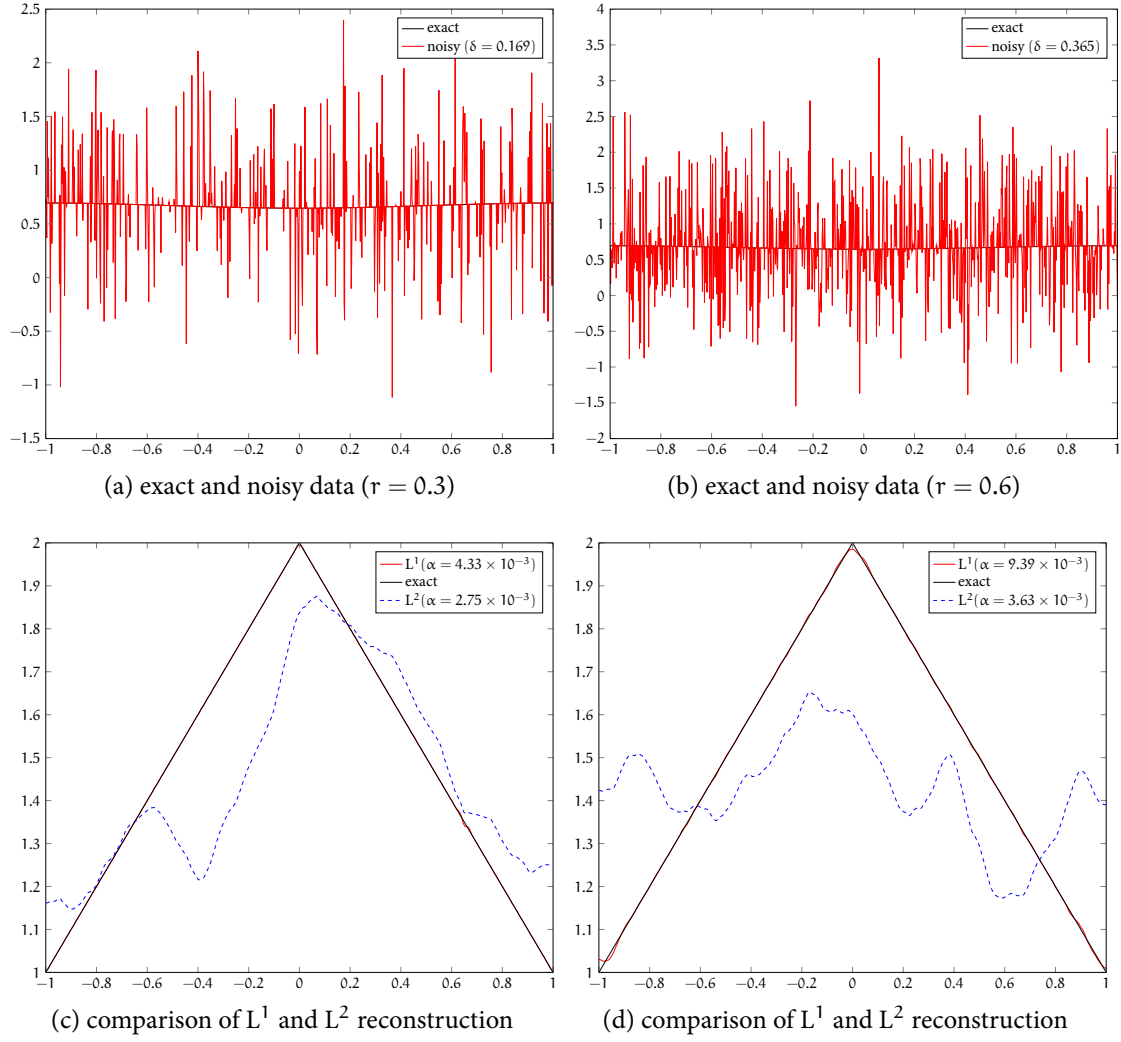 2.5
2
1.5
1
0.5
0
−0.5
−1
−1.5
−1 −0.8 −0.6 −0.4 −0.2 0 0.2 0.4 0.6 0.8 1
exact
noisy (δ = 0.169)
(a) exact and noisy data (r = 0.3)
4
3.5
3
2.5
2
1.5
1
0.5
0
−0.5
−1
−1.5
−2
−1 −0.8 −0.6 −0.4 −0.2 0 0.2 0.4 0.6 0.8 1
exact
noisy (δ = 0.365)
(b) exact and noisy data (r = 0.6)
2
1.9
1.8
1.7
1.6
1.5
1.4
1.3
1.2
1.1
1
−1 −0.8 −0.6 −0.4 −0.2 0 0.2 0.4 0.6 0.8 1
L¹(α = 4.33 × 10⁻³)
exact
L²(α = 2.75 × 10⁻³)
(c) comparison of L¹ and L² reconstruction
2
1.9
1.8
1.7
1.6
1.5
1.4
1.3
1.2
1.1
1
−1 −0.8 −0.6 −0.4 −0.2 0 0.2 0.4 0.6 0.8 1
L¹(α = 9.39 × 10⁻³)
exact
L²(α = 3.63 × 10⁻³)
(d) comparison of L¹ and L² reconstruction